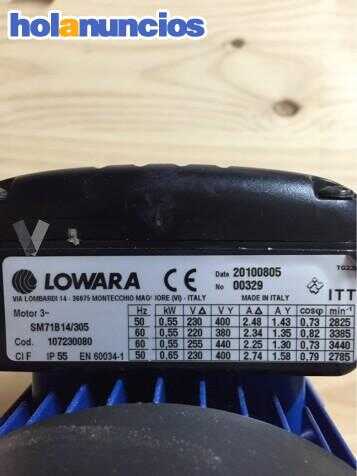 holanuncios
LOWARA CE Date 20100805
No 00329
VIA LOMBARDI 14 - 36075 MONTECCHIO MAGGIORE (VI) - ITALY MADE IN ITALY ITT
Motor 3~ Hz kW V Δ V Y A Δ A Y cosφ min⁻¹
SM71B14/305 50 0,55 230 400 2.48 1.43 0,73 2825
60 0,55 220 380 2.34 1.35 0,82 3385
Cod. 107230080 60 0,55 255 440 2.25 1.30 0,73 3440
Cl F IP 55 EN 60034-1 50 0.65 230 400 2.74 1.58 0,79 2785